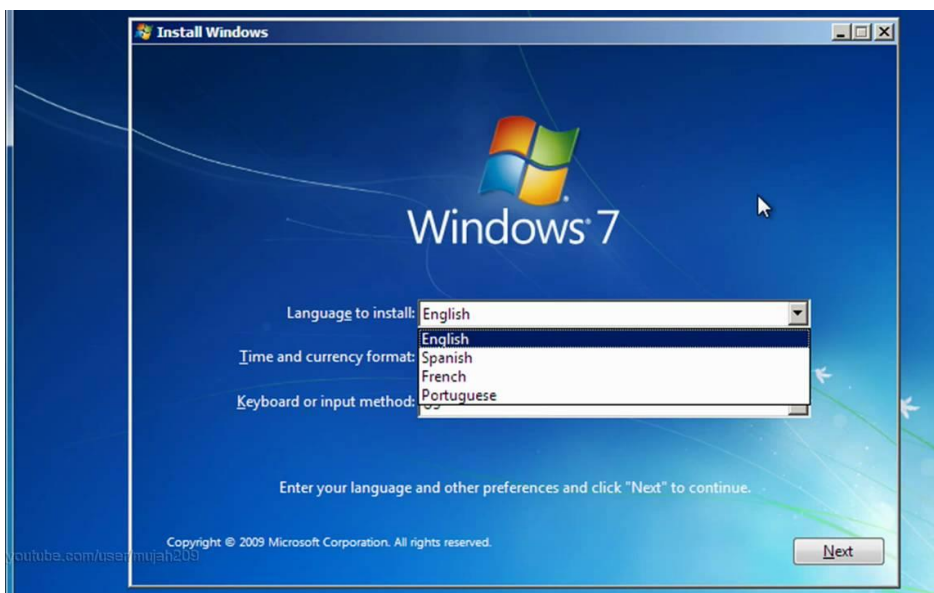 Install Windows
Windows 7
Language to install: English
English
Time and currency format: Spanish
French
Keyboard or input method: Portuguese
Enter your language and other preferences and click "Next" to continue.
Copyright © 2009 Microsoft Corporation. All rights reserved.
Next
youtube.com/user/mujah209